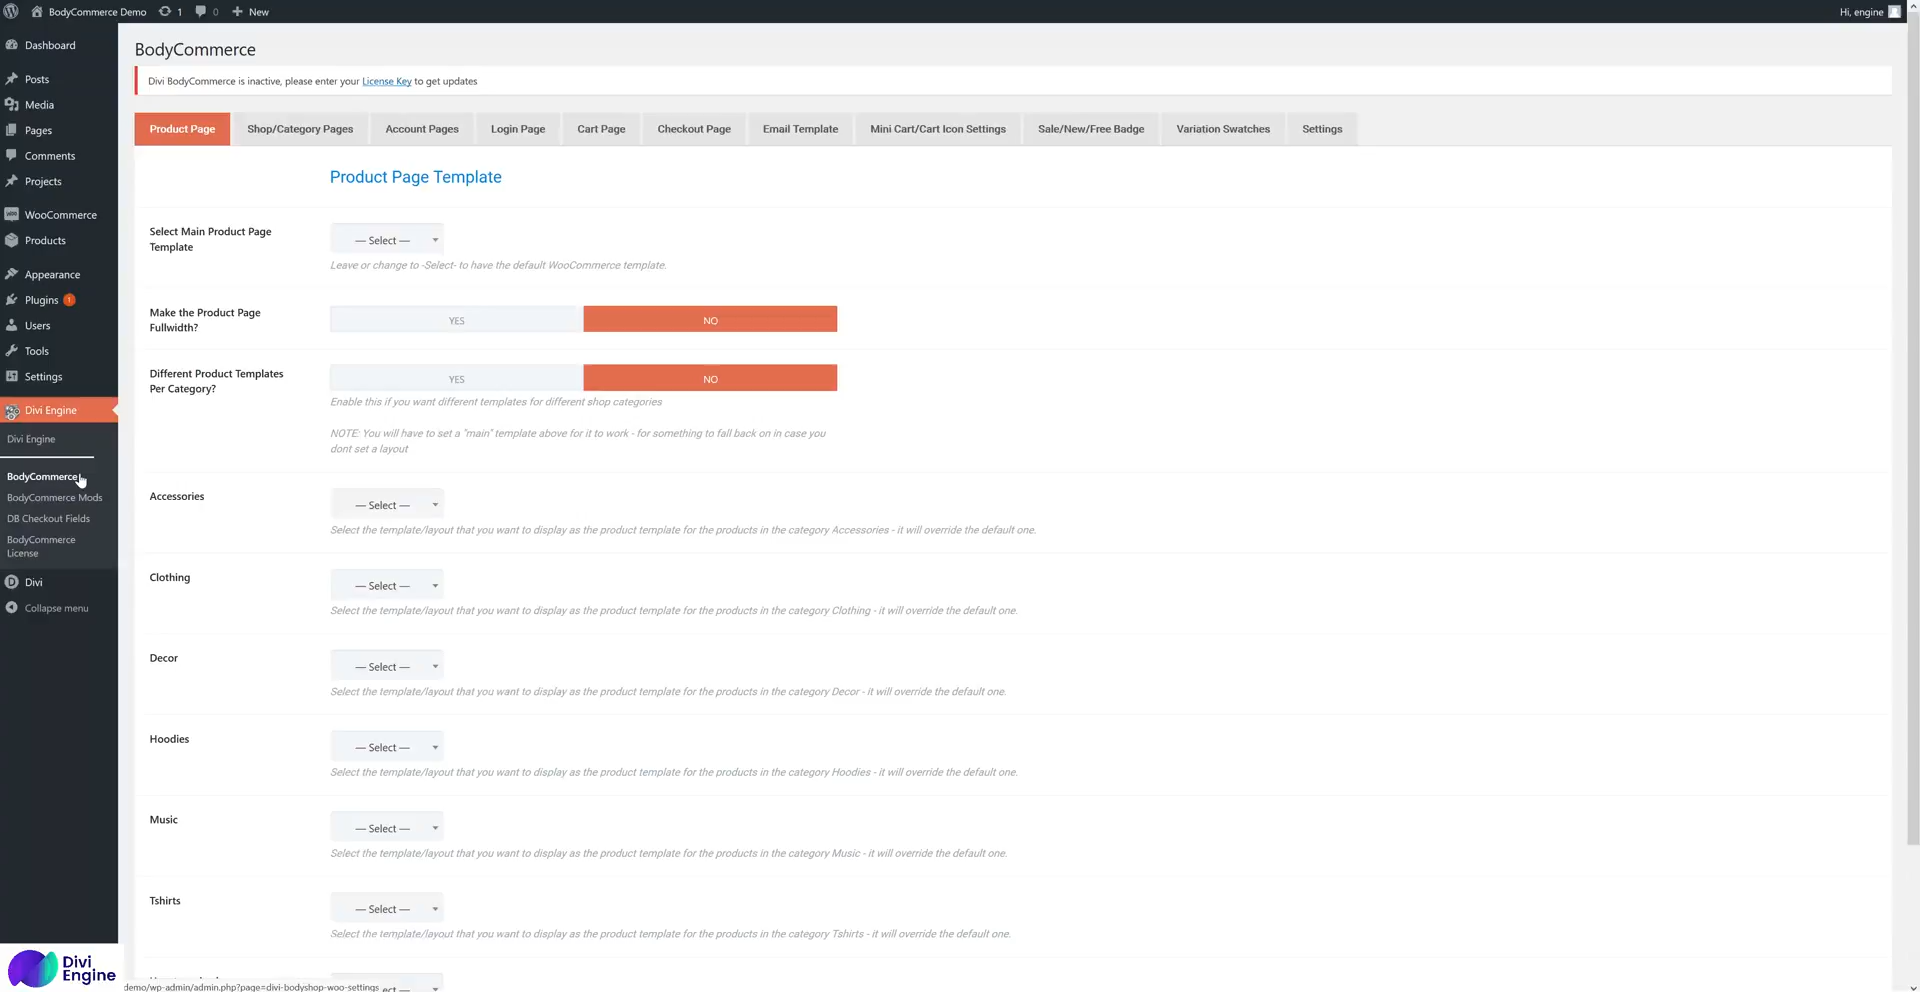 BodyCommerce Demo
1
0
New
Hi, engine
Dashboard
Posts
Media
Pages
Comments
Projects
WooCommerce
Products
Appearance
Plugins 1
Users
Tools
Settings
Divi Engine
Divi Engine
BodyCommerce
BodyCommerce Mods
DB Checkout Fields
BodyCommerce
License
Divi
Collapse menu
BodyCommerce
Divi BodyCommerce is inactive, please enter your License Key to get updates
Product Page
Shop/Category Pages
Account Pages
Login Page
Cart Page
Checkout Page
Email Template
Mini Cart/Cart Icon Settings
Sale/New/Free Badge
Variation Swatches
Settings
Product Page Template
Select Main Product Page
Template
— Select —
Leave or change to -Select- to have the default WooCommerce template.
Make the Product Page
Fullwidth?
YES
NO
Different Product Templates
Per Category?
YES
NO
Enable this if you want different templates for different shop categories
NOTE: You will have to set a "main" template above for it to work - for something to fall back on in case you
dont set a layout
Accessories
— Select —
Select the template/layout that you want to display as the product template for the products in the category Accessories - it will override the default one.
Clothing
— Select —
Select the template/layout that you want to display as the product template for the products in the category Clothing - it will override the default one.
Decor
— Select —
Select the template/layout that you want to display as the product template for the products in the category Decor - it will override the default one.
Hoodies
— Select —
Select the template/layout that you want to display as the product template for the products in the category Hoodies - it will override the default one.
Music
— Select —
Select the template/layout that you want to display as the product template for the products in the category Music - it will override the default one.
Tshirts
— Select —
Select the template/layout that you want to display as the product template for the products in the category Tshirts - it will override the default one.
Divi
Engine
demo/wp-admin/admin.php?page=divi-bodyshop-woo-settings